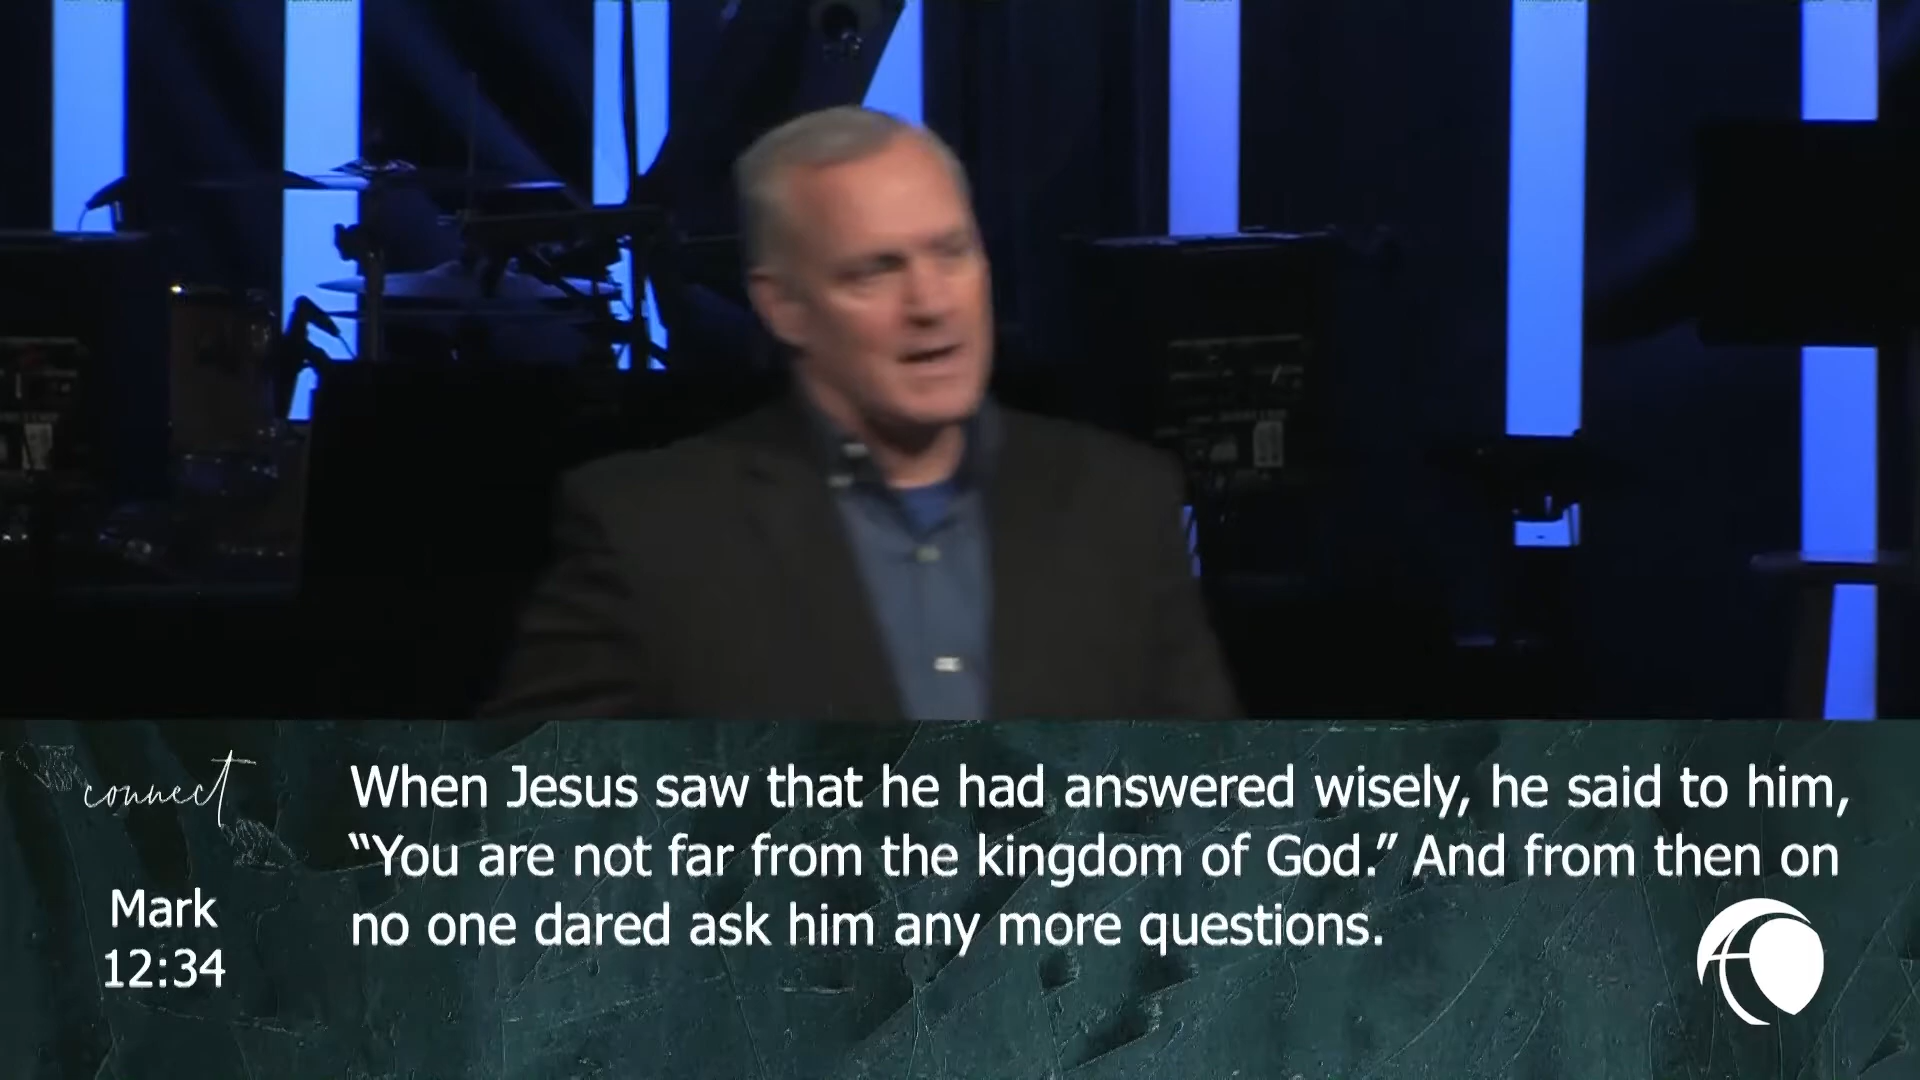 connect
Mark
12:34
When Jesus saw that he had answered wisely, he said to him,
“You are not far from the kingdom of God.” And from then on
no one dared ask him any more questions.